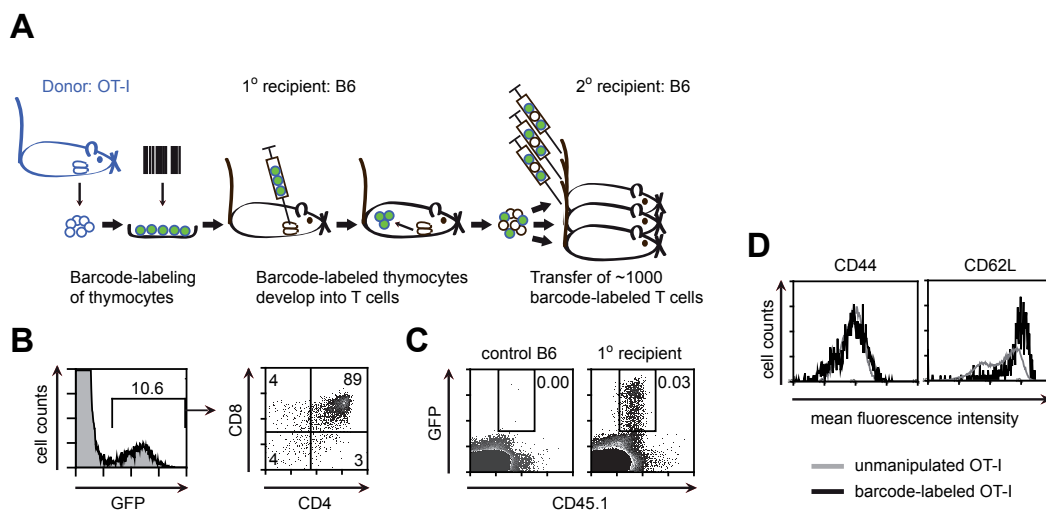 A
Donor: OT-I
1° recipient: B6
2° recipient: B6
Barcode-labeling
of thymocytes
Barcode-labeled thymocytes
develop into T cells
Transfer of ~1000
barcode-labeled T cells
B
cell counts
10.6
GFP
CD8
4
89
4
3
CD4
C
control B6
1° recipient
GFP
0.00
0.03
CD45.1
D
CD44
CD62L
cell counts
mean fluorescence intensity
unmanipulated OT-I
barcode-labeled OT-I